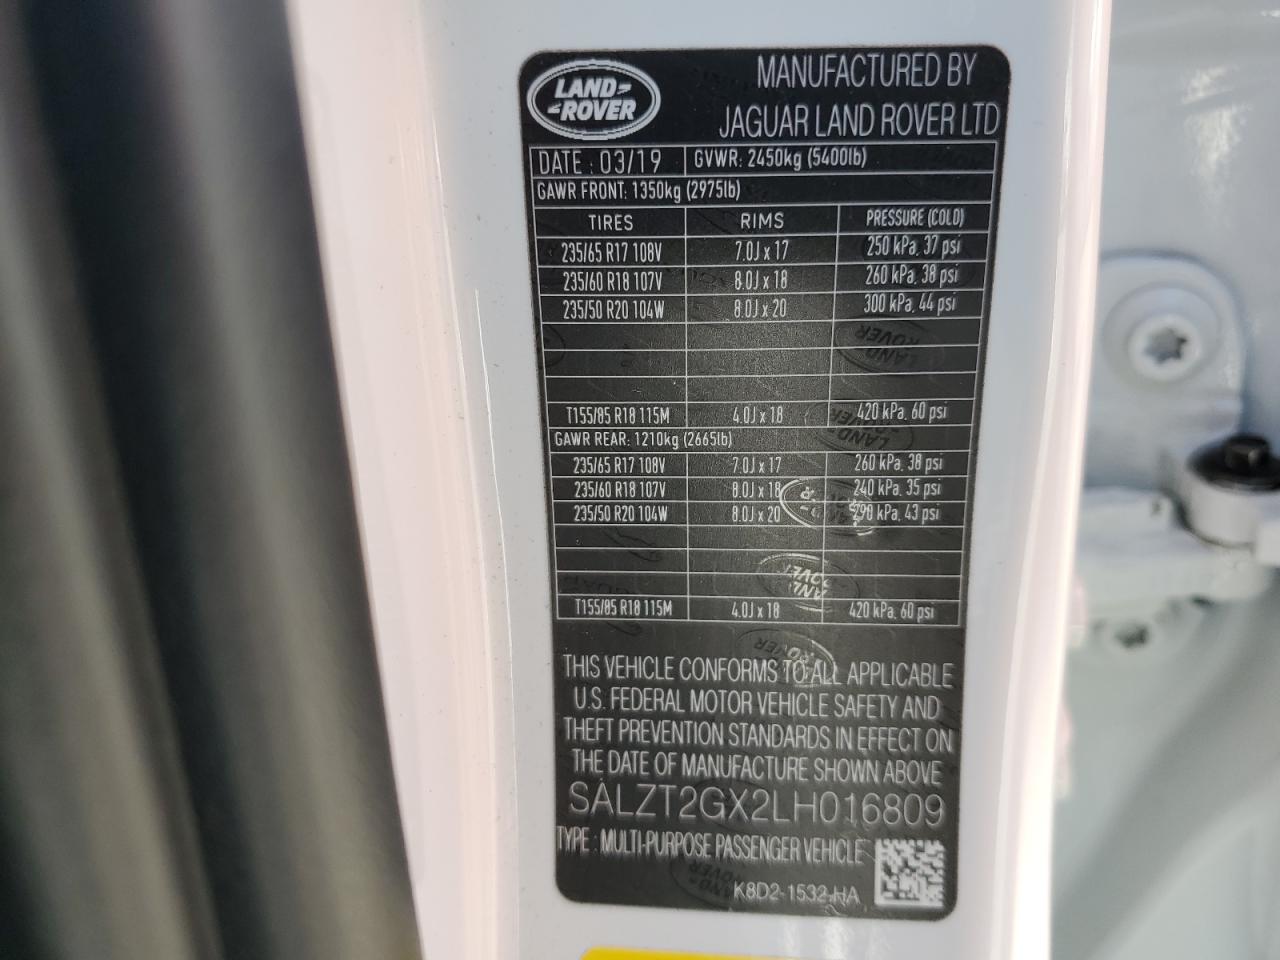 LAND-
-ROVER
MANUFACTURED BY
JAGUAR LAND ROVER LTD
DATE : 03/19 GVWR: 2450kg (5400lb)
GAWR FRONT: 1350kg (2975lb)
TIRES RIMS PRESSURE (COLD)
235/65 R17 108V 7.0J x 17 250 kPa, 37 psi
235/60 R18 107V 8.0J x 18 260 kPa, 38 psi
235/50 R20 104W 8.0J x 20 300 kPa, 44 psi
T155/85 R18 115M 4.0J x 18 420 kPa, 60 psi
GAWR REAR: 1210kg (2665lb)
235/65 R17 108V 7.0J x 17 260 kPa, 38 psi
235/60 R18 107V 8.0J x 18 240 kPa, 35 psi
235/50 R20 104W 8.0J x 20 290 kPa, 43 psi
T155/85 R18 115M 4.0J x 18 420 kPa, 60 psi
THIS VEHICLE CONFORMS TO ALL APPLICABLE
U.S. FEDERAL MOTOR VEHICLE SAFETY AND
THEFT PREVENTION STANDARDS IN EFFECT ON
THE DATE OF MANUFACTURE SHOWN ABOVE
SALZT2GX2LH016809
TYPE : MULTI-PURPOSE PASSENGER VEHICLE
K8D2-1532-HA